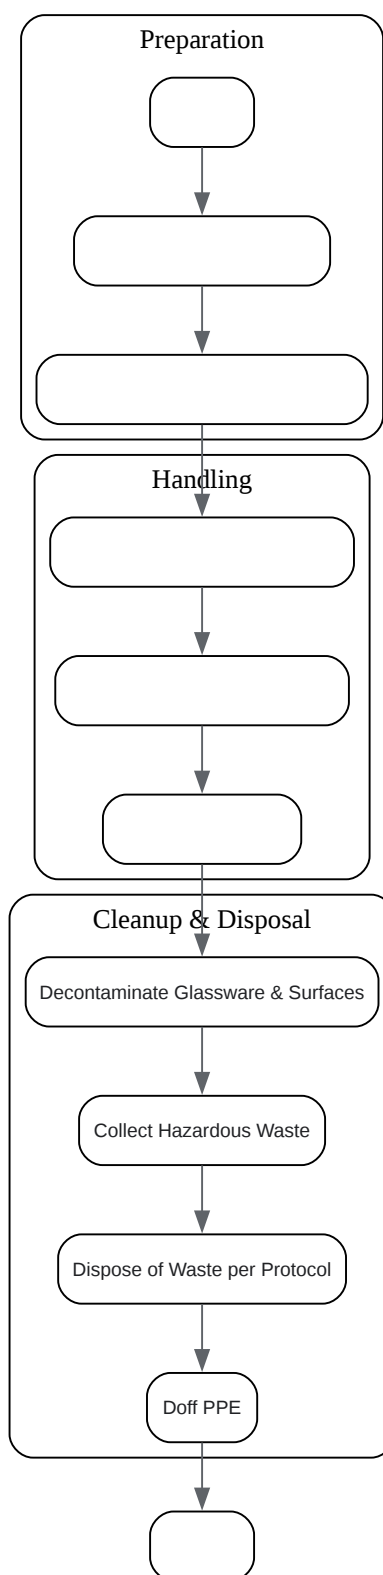 Preparation
Handling
Cleanup & Disposal
Decontaminate Glassware & Surfaces
Collect Hazardous Waste
Dispose of Waste per Protocol
Doff PPE